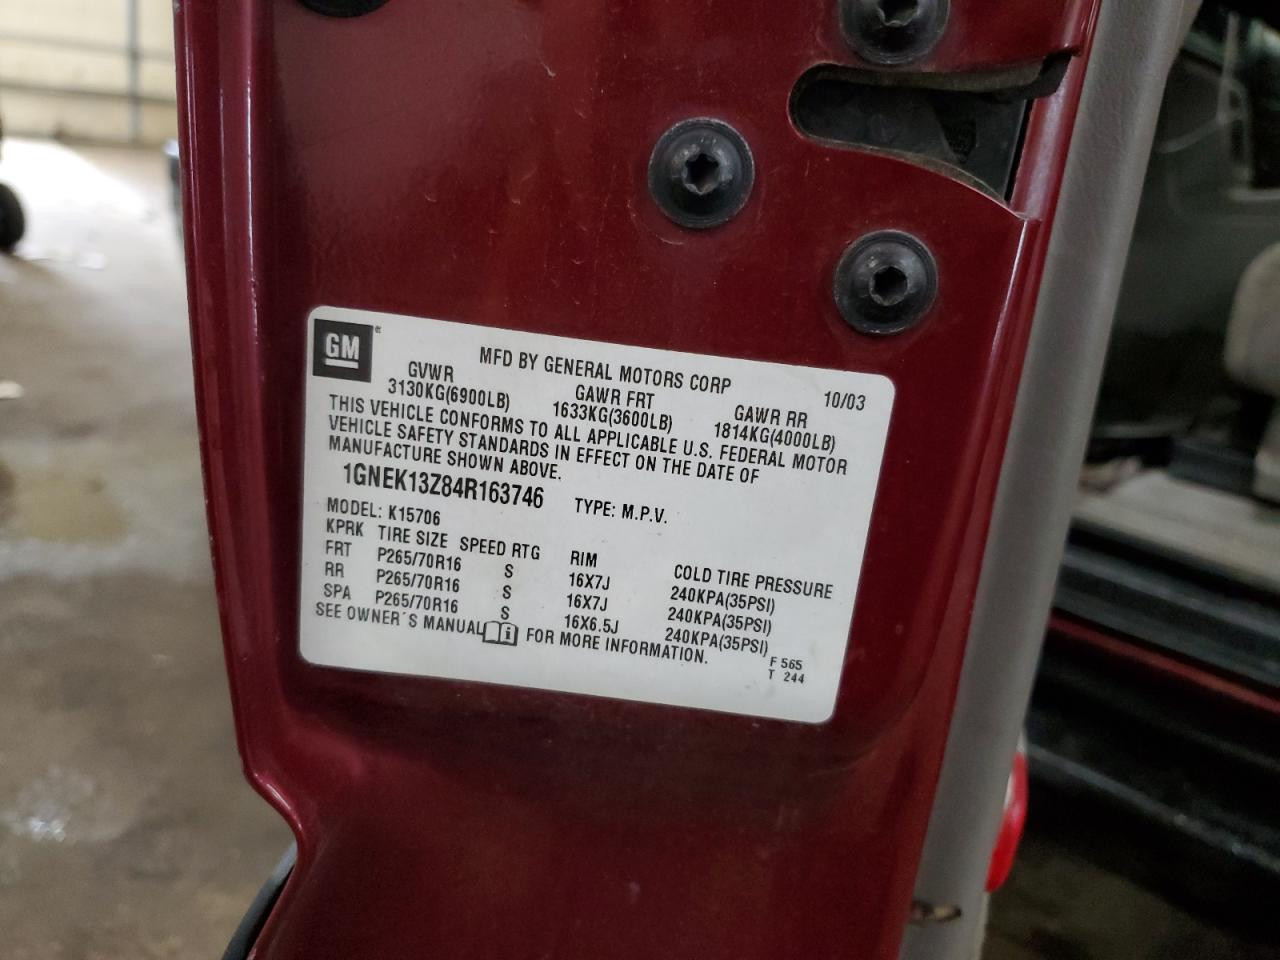 GM®
MFD BY GENERAL MOTORS CORP 10/03
GVWR GAWR FRT GAWR RR
3130KG(6900LB) 1633KG(3600LB) 1814KG(4000LB)
THIS VEHICLE CONFORMS TO ALL APPLICABLE U.S. FEDERAL MOTOR
VEHICLE SAFETY STANDARDS IN EFFECT ON THE DATE OF
MANUFACTURE SHOWN ABOVE.
1GNEK13Z84R163746 TYPE: M.P.V.
MODEL: K15706
KPRK TIRE SIZE SPEED RTG RIM COLD TIRE PRESSURE
FRT P265/70R16 S 16X7J 240KPA(35PSI)
RR P265/70R16 S 16X7J 240KPA(35PSI)
SPA P265/70R16 S 16X6.5J 240KPA(35PSI)
SEE OWNER'S MANUAL i FOR MORE INFORMATION.
F 565
T 244